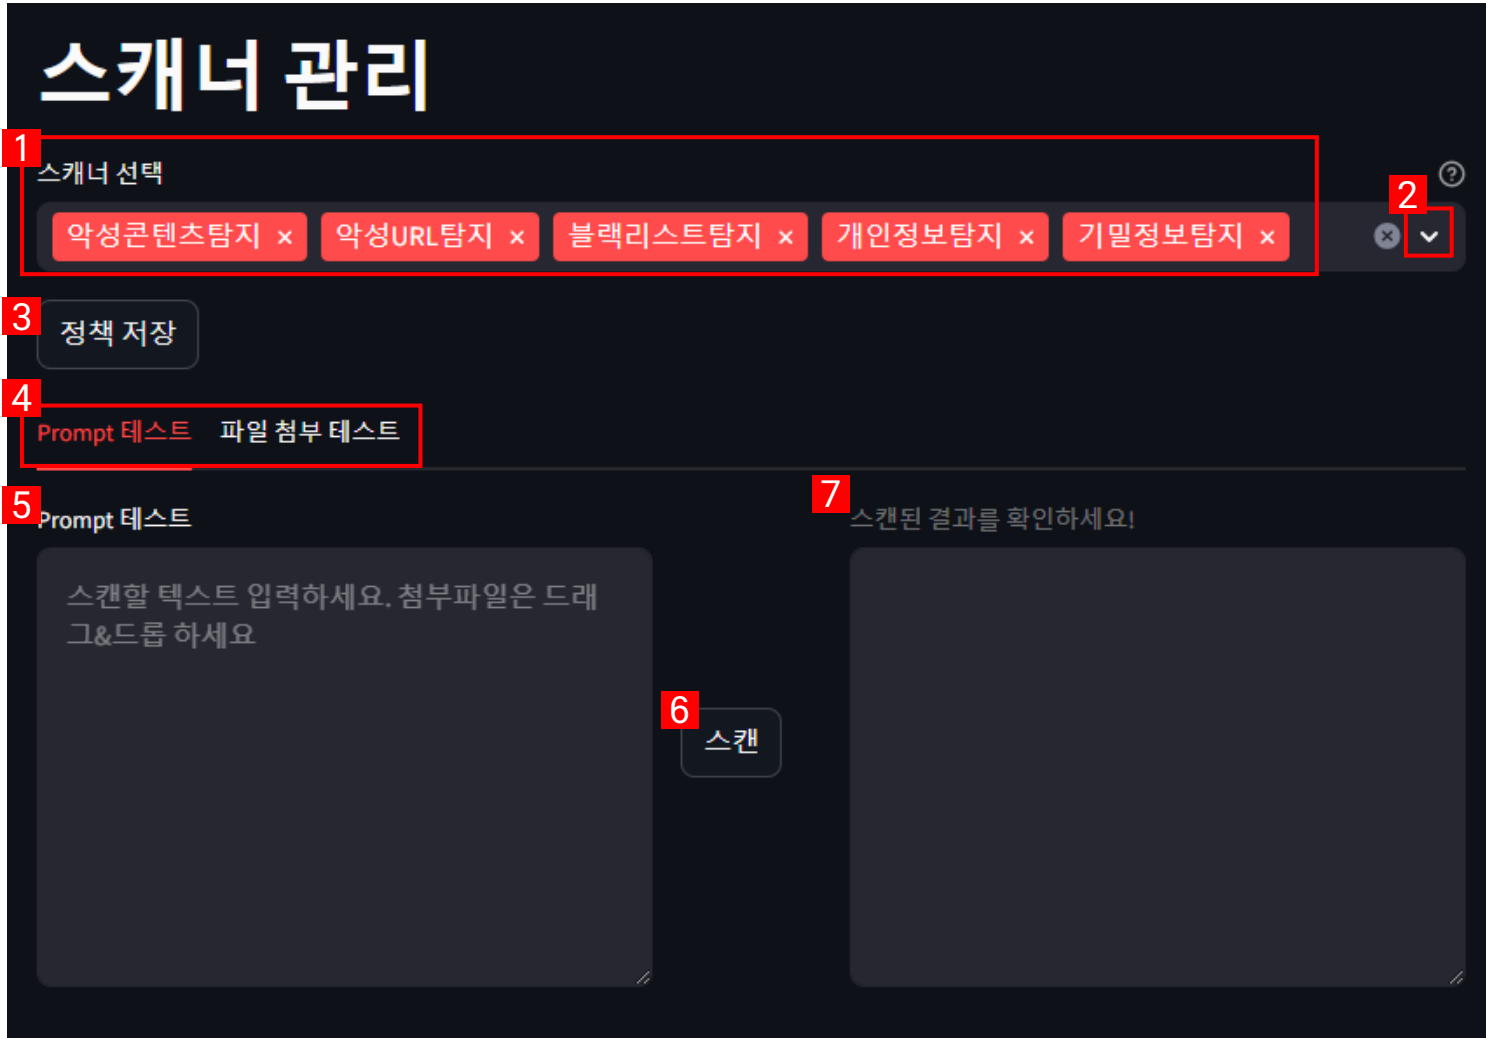 스캐너 관리
1
스캐너 선택
2
악성콘텐츠탐지 × 악성URL탐지 × 블랙리스트탐지 × 개인정보탐지 × 기밀정보탐지 ×
3
정책 저장
4
Prompt 테스트 파일 첨부 테스트
5
Prompt 테스트
7
스캔된 결과를 확인하세요!
스캔할 텍스트 입력하세요. 첨부파일은 드래
그&드롭 하세요
6
스캔